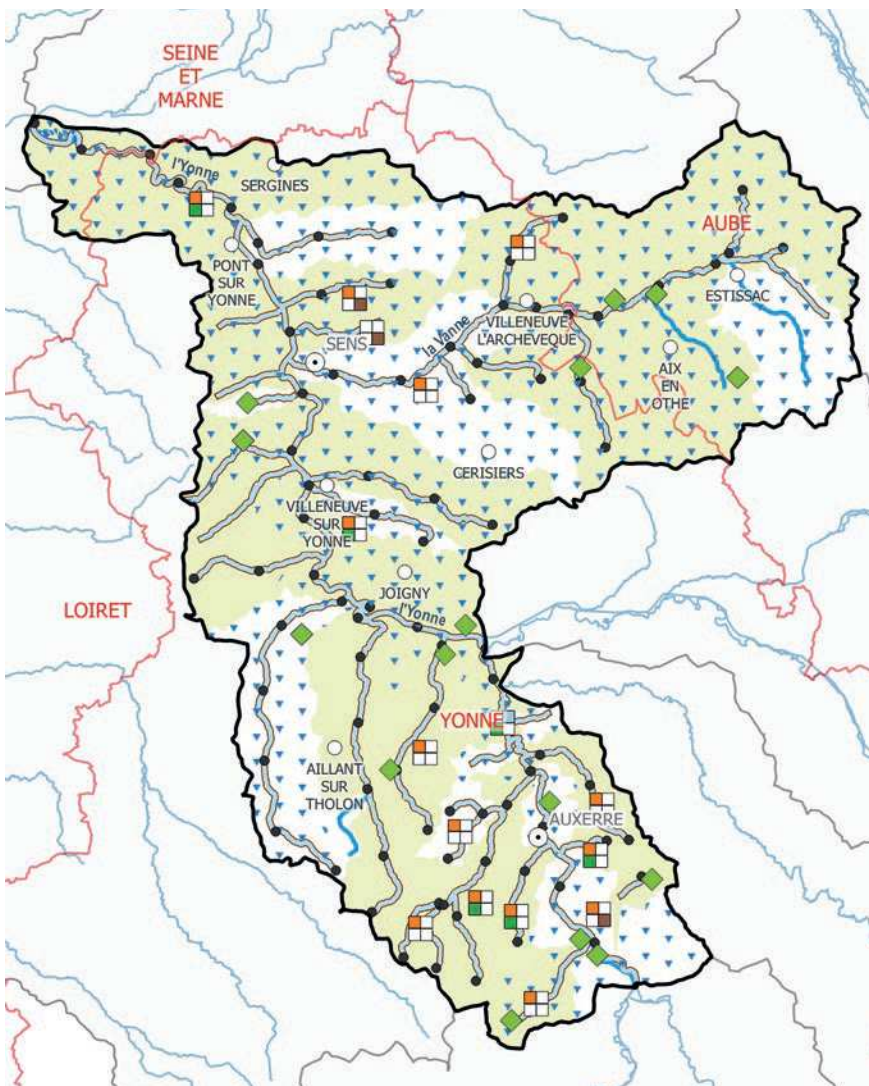 SEINE
ET
MARNE
l'Yonne
SERGINES
AUBE
PONT
SUR
YONNE
ESTISSAC
VILLENEUVE
L'ARCHEVEQUE
la Vanne
SENS
AIX
EN
OTHE
CERISIERS
VILLENEUVE
SUR
YONNE
JOIGNY
l'Yonne
LOIRET
YONNE
AILLANT
SUR
THOLON
AUXERRE